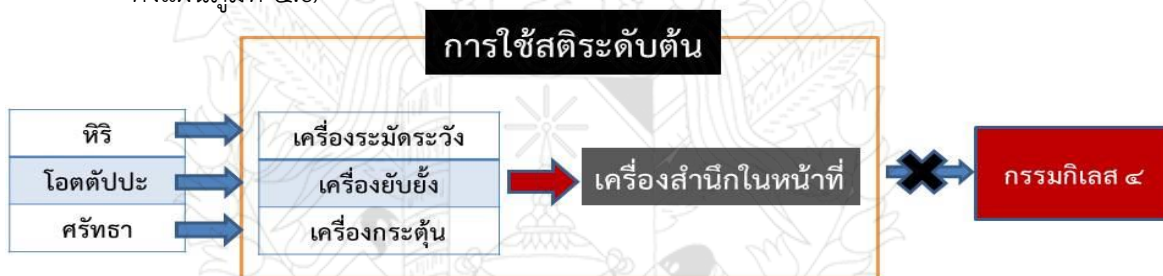 การใช้สติระดับต้น
หิริ
โอตตัปปะ
ศรัทธา
เครื่องระมัดระวัง
เครื่องยับยั้ง
เครื่องกระตุ้น
เครื่องสำนึกในหน้าที่
กรรมกิเลส ๔